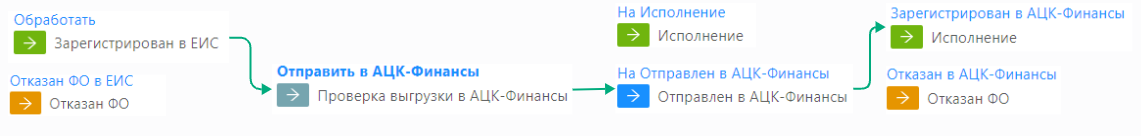 Обработать
Зарегистрирован в ЕИС
Отказан ФО в ЕИС
Отказан ФО
Отправить в АЦК-Финансы
Проверка выгрузки в АЦК-Финансы
На Исполнение
Исполнение
На Отправлен в АЦК-Финансы
Отправлен в АЦК-Финансы
Зарегистрирован в АЦК-Финансы
Исполнение
Отказан в АЦК-Финансы
Отказан ФО